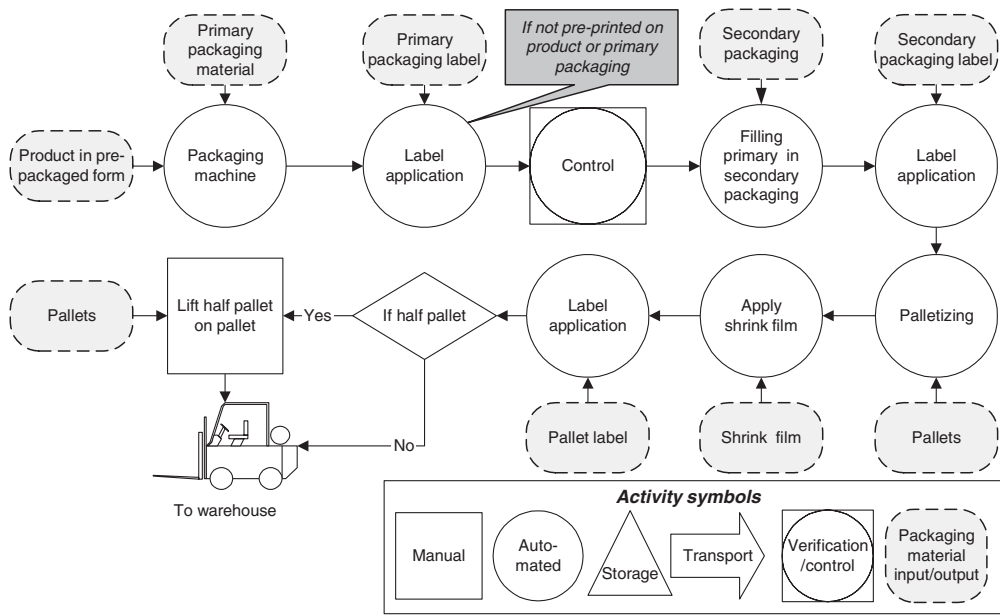 Primary
packaging
material
Primary
packaging label
If not pre-printed on
product or primary
packaging
Secondary
packaging
Secondary
packaging label
Product in pre-
packaged form
Packaging
machine
Label
application
Control
Filling
primary in
secondary
packaging
Label
application
Pallets
Lift half pallet
on pallet
Yes
If half pallet
Label
application
Apply
shrink film
Palletizing
No
Pallet label
Shrink film
Pallets
To warehouse
Activity symbols
Manual
Auto-
mated
Storage
Transport
Verification
/control
Packaging
material
input/output